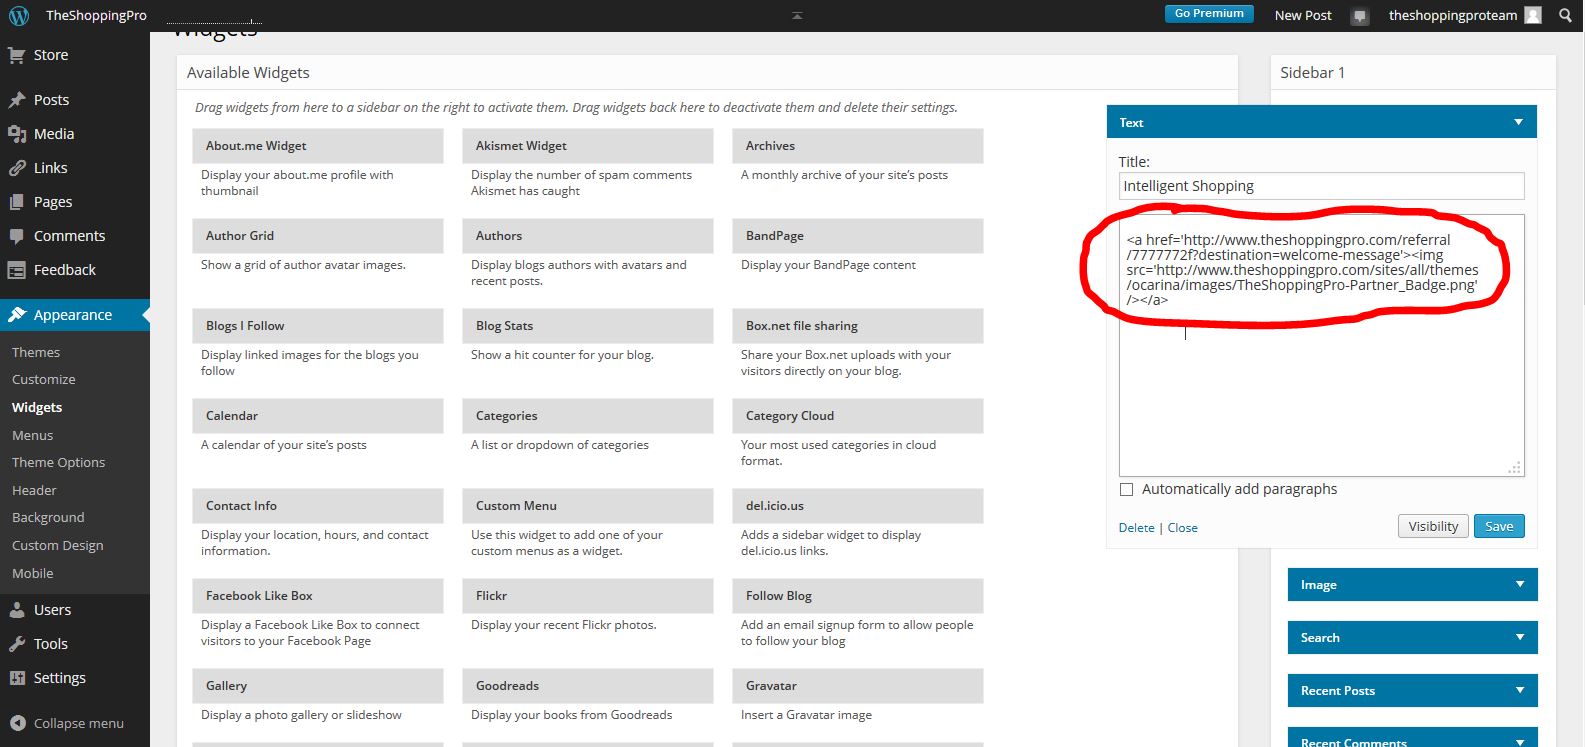 TheShoppingPro
Go Premium
New Post
theshoppingproteam
Widgets
Store
Posts
Media
Links
Pages
Comments
Feedback
Appearance
Themes
Customize
Widgets
Menus
Theme Options
Header
Background
Custom Design
Mobile
Users
Tools
Settings
Collapse menu
Available Widgets
Drag widgets from here to a sidebar on the right to activate them. Drag widgets back here to deactivate them and delete their settings.
About.me Widget
Display your about.me profile with
thumbnail
Akismet Widget
Display the number of spam comments
Akismet has caught
Archives
A monthly archive of your site's posts
Author Grid
Show a grid of author avatar images.
Authors
Display blogs authors with avatars and
recent posts.
BandPage
Display your BandPage content
Blogs I Follow
Display linked images for the blogs you
follow
Blog Stats
Show a hit counter for your blog.
Box.net file sharing
Share your Box.net uploads with your
visitors directly on your blog.
Calendar
A calendar of your site's posts
Categories
A list or dropdown of categories
Category Cloud
Your most used categories in cloud
format.
Contact Info
Display your location, hours, and contact
information.
Custom Menu
Use this widget to add one of your
custom menus as a widget.
del.icio.us
Adds a sidebar widget to display
del.icio.us links.
Facebook Like Box
Display a Facebook Like Box to connect
visitors to your Facebook Page
Flickr
Display your recent Flickr photos.
Follow Blog
Add an email signup form to allow people
to follow your blog
Gallery
Display a photo gallery or slideshow
Goodreads
Display your books from Goodreads
Gravatar
Insert a Gravatar image
Sidebar 1
Text
Title:
Intelligent Shopping
<a href='http://www.theshoppingpro.com/referral
/7777772f?destination=welcome-message'><img
src='http://www.theshoppingpro.com/sites/all/themes
/ocarina/images/TheShoppingPro-Partner_Badge.png'
/></a>
Automatically add paragraphs
Delete | Close
Visibility
Save
Image
Search
Recent Posts
Recent Comments